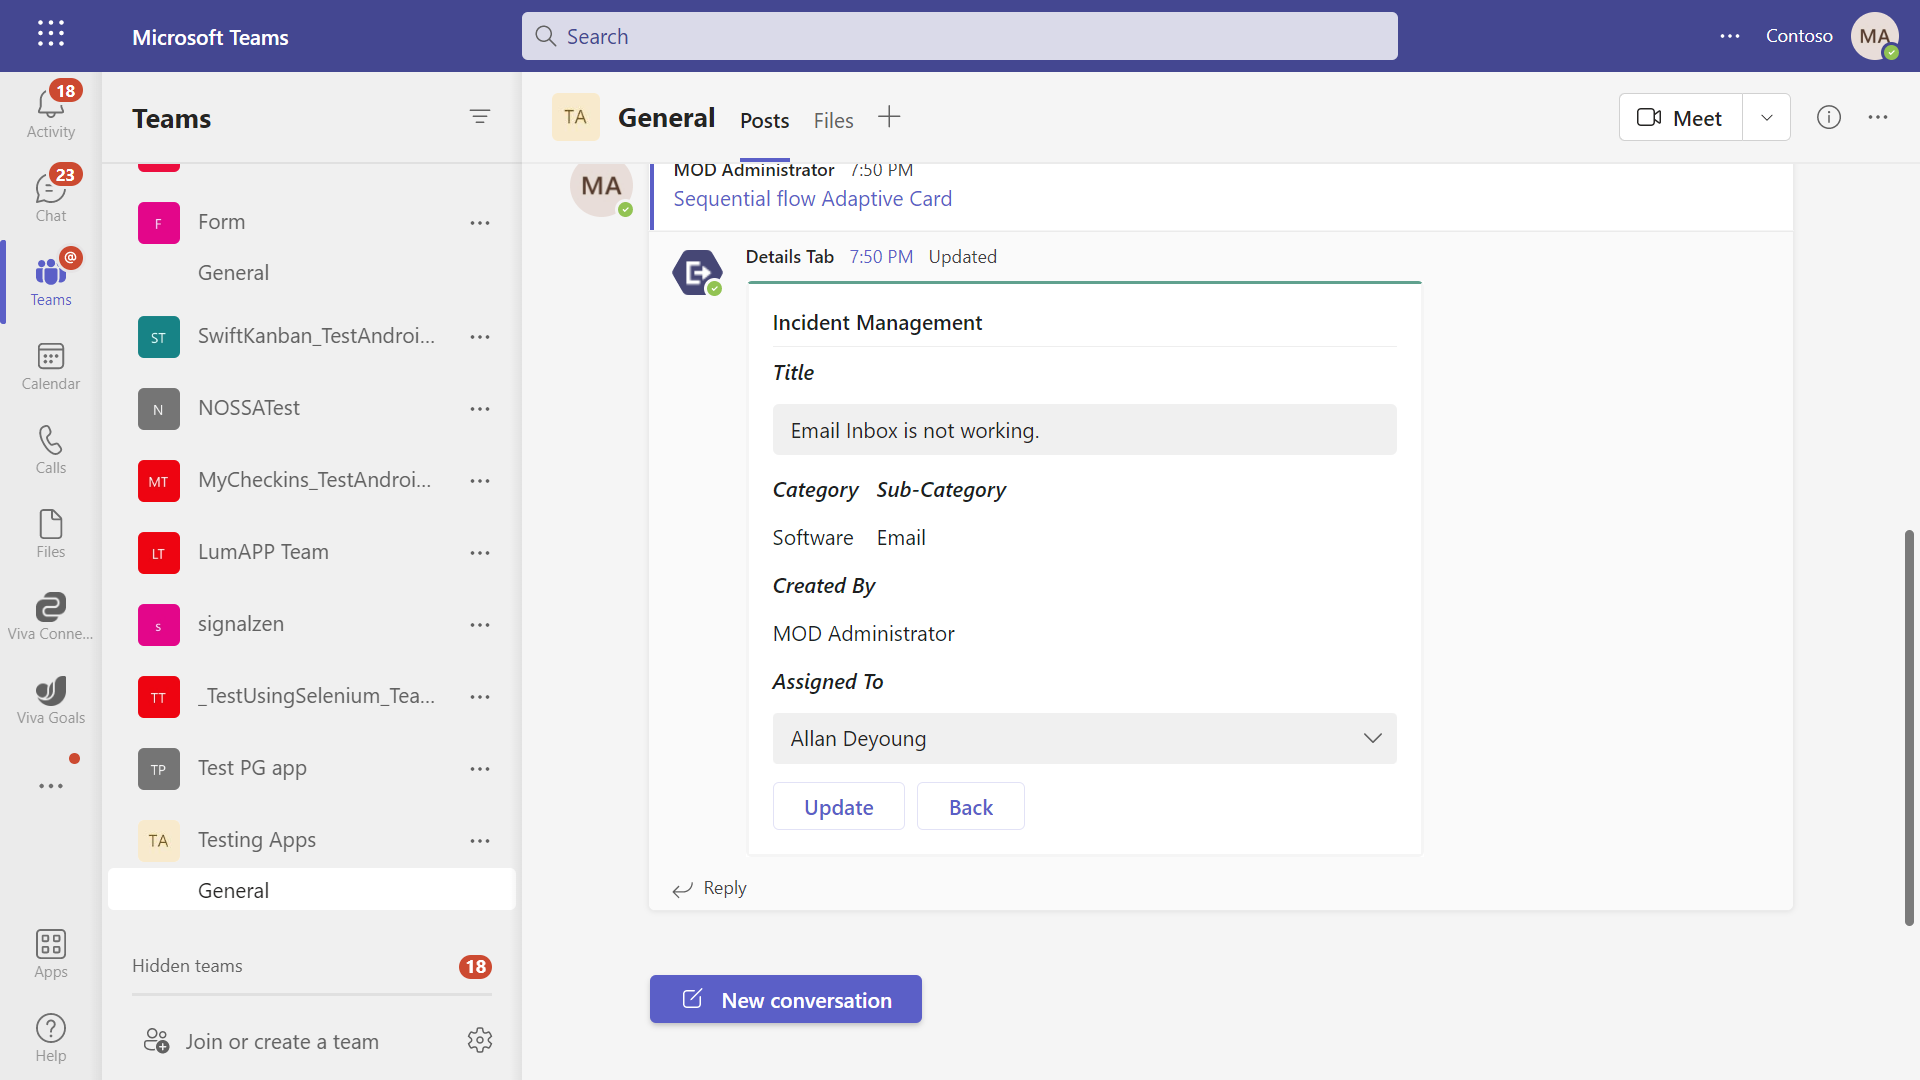 Microsoft Teams
Search
Contoso
MA
18
Activity
23
Chat
@
Teams
Calendar
Calls
Files
Viva Conne...
Viva Goals
Apps
Help
Teams
F
Form
General
ST
SwiftKanban_TestAndroi...
N
NOSSATest
MT
MyCheckins_TestAndroi...
LT
LumAPP Team
s
signalzen
TT
_TestUsingSelenium_Tea...
TP
Test PG app
TA
Testing Apps
General
Hidden teams
18
Join or create a team
TA
General
Posts
Files
Meet
MA
MOD Administrator 7:50 PM
Sequential flow Adaptive Card
Details Tab 7:50 PM Updated
Incident Management
Title
Email Inbox is not working.
Category Sub-Category
Software Email
Created By
MOD Administrator
Assigned To
Allan Deyoung
Update
Back
Reply
New conversation